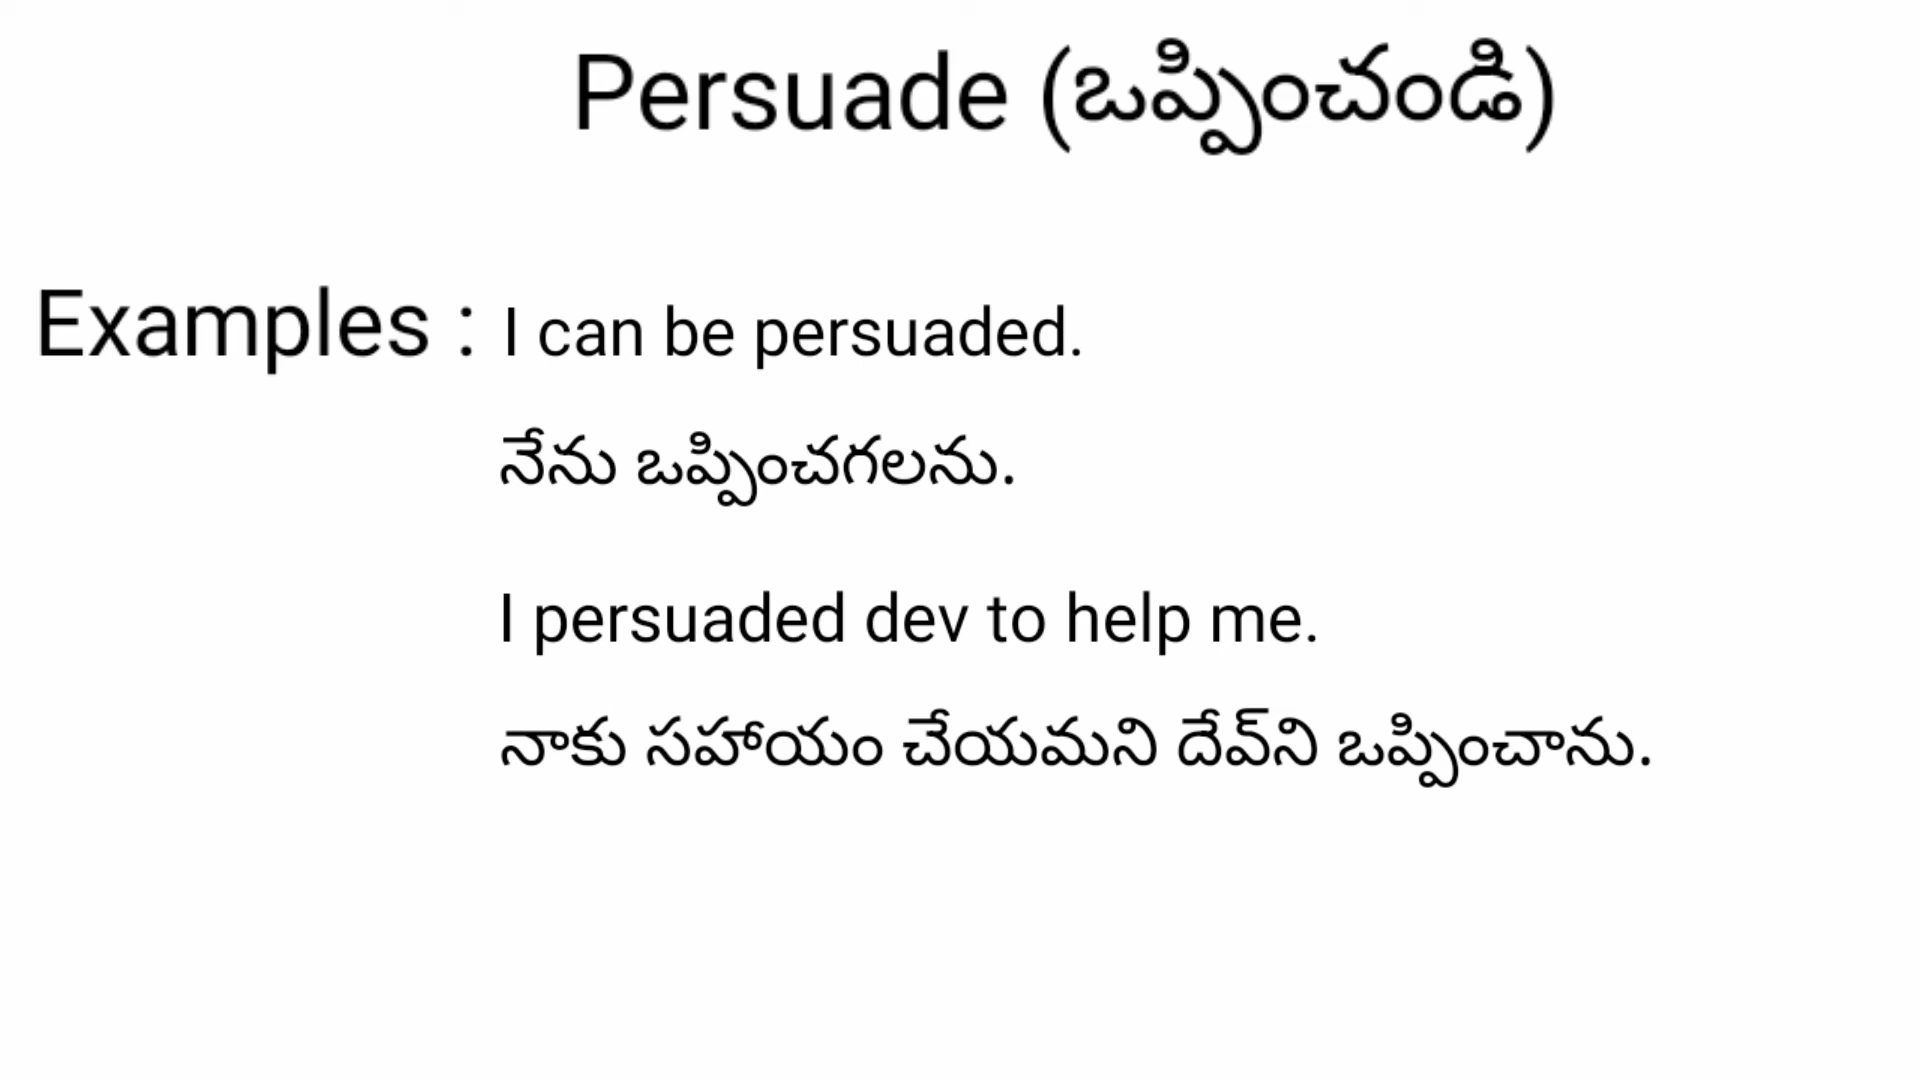 Persuade (ఒప్పించండి)
Examples : I can be persuaded.
నేను ఒప్పించగలను.
I persuaded dev to help me.
నాకు సహాయం చేయమని దేవ్‌ని ఒప్పించాను.